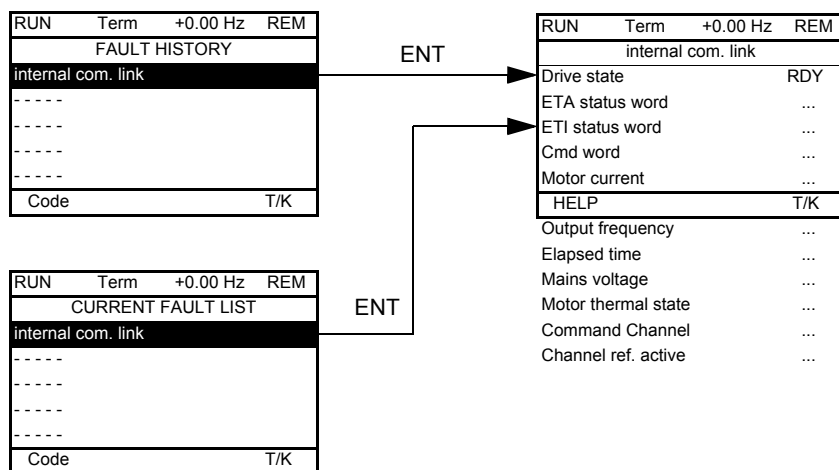 RUN Term +0.00 Hz REM
FAULT HISTORY
internal com. link
- - - - -
- - - - -
- - - - -
- - - - -
Code T/K
ENT
RUN Term +0.00 Hz REM
CURRENT FAULT LIST
internal com. link
- - - - -
- - - - -
- - - - -
- - - - -
Code T/K
ENT
RUN Term +0.00 Hz REM
internal com. link
Drive state RDY
ETA status word ...
ETI status word ...
Cmd word ...
Motor current ...
HELP T/K
Output frequency ...
Elapsed time ...
Mains voltage ...
Motor thermal state ...
Command Channel ...
Channel ref. active ...